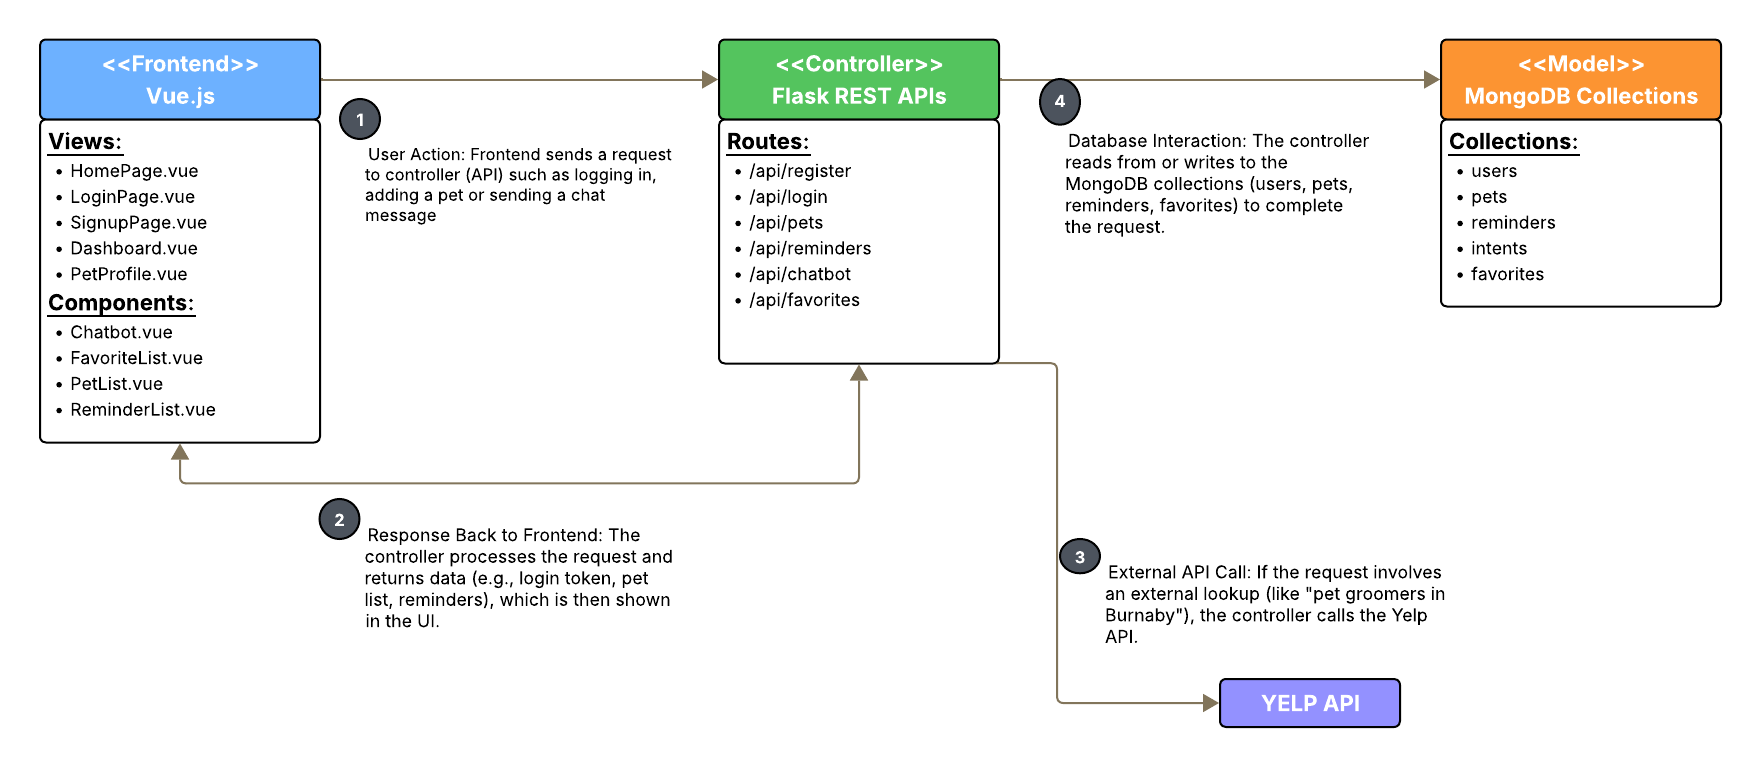 <<Frontend>>
Vue.js
Views:
• HomePage.vue
• LoginPage.vue
• SignupPage.vue
• Dashboard.vue
• PetProfile.vue
Components:
• Chatbot.vue
• FavoriteList.vue
• PetList.vue
• ReminderList.vue
1
User Action: Frontend sends a request
to controller (API) such as logging in,
adding a pet or sending a chat
message
<<Controller>>
Flask REST APIs
Routes:
• /api/register
• /api/login
• /api/pets
• /api/reminders
• /api/chatbot
• /api/favorites
4
Database Interaction: The controller
reads from or writes to the
MongoDB collections (users, pets,
reminders, favorites) to complete
the request.
<<Model>>
MongoDB Collections
Collections:
• users
• pets
• reminders
• intents
• favorites
2
Response Back to Frontend: The
controller processes the request and
returns data (e.g., login token, pet
list, reminders), which is then shown
in the UI.
3
External API Call: If the request involves
an external lookup (like "pet groomers in
Burnaby"), the controller calls the Yelp
API.
YELP API